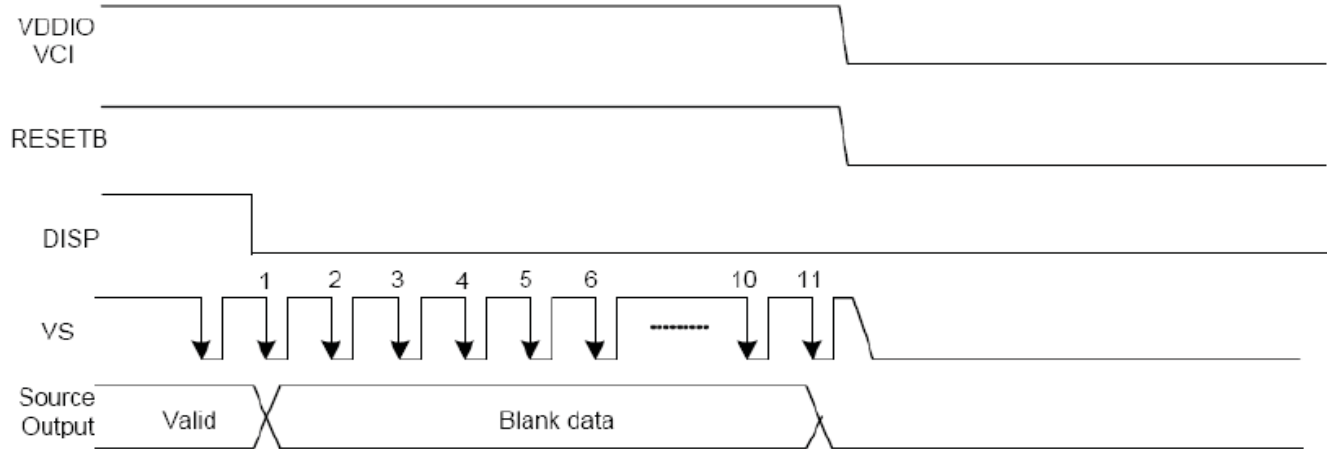 VDDIO
VCI
RESETB
DISP
1 2 3 4 5 6 10 11
VS
Source
Output
Valid
Blank data